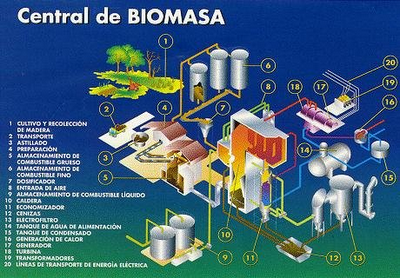 Central de BIOMASA
1 CULTIVO Y RECOLECCIÓN
DE MADERA
2 TRANSPORTE
3 ASTILLADO
4 PREPARACIÓN
5 ALMACENAMIENTO DE
COMBUSTIBLE GRUESO
6 ALMACENAMIENTO DE
COMBUSTIBLE FINO
7 DOSIFICADOR
8 ENTRADA DE AIRE
9 ALMACENAMIENTO DE COMBUSTIBLE LÍQUIDO
10 CALDERA
11 ECONOMIZADOR
12 CENIZAS
13 ELECTROFILTRO
14 TANQUE DE AGUA DE ALIMENTACIÓN
15 TANQUE DE CONDENSADO
16 GENERACIÓN DE CALOR
17 GENERADOR
18 TURBINA
19 TRANSFORMADORES
20 LÍNEAS DE TRANSPORTE DE ENERGÍA ELÉCTRICA
1
2
3
4
5
6
7
8
9
10
11
12
13
14
15
16
17
18
19
20